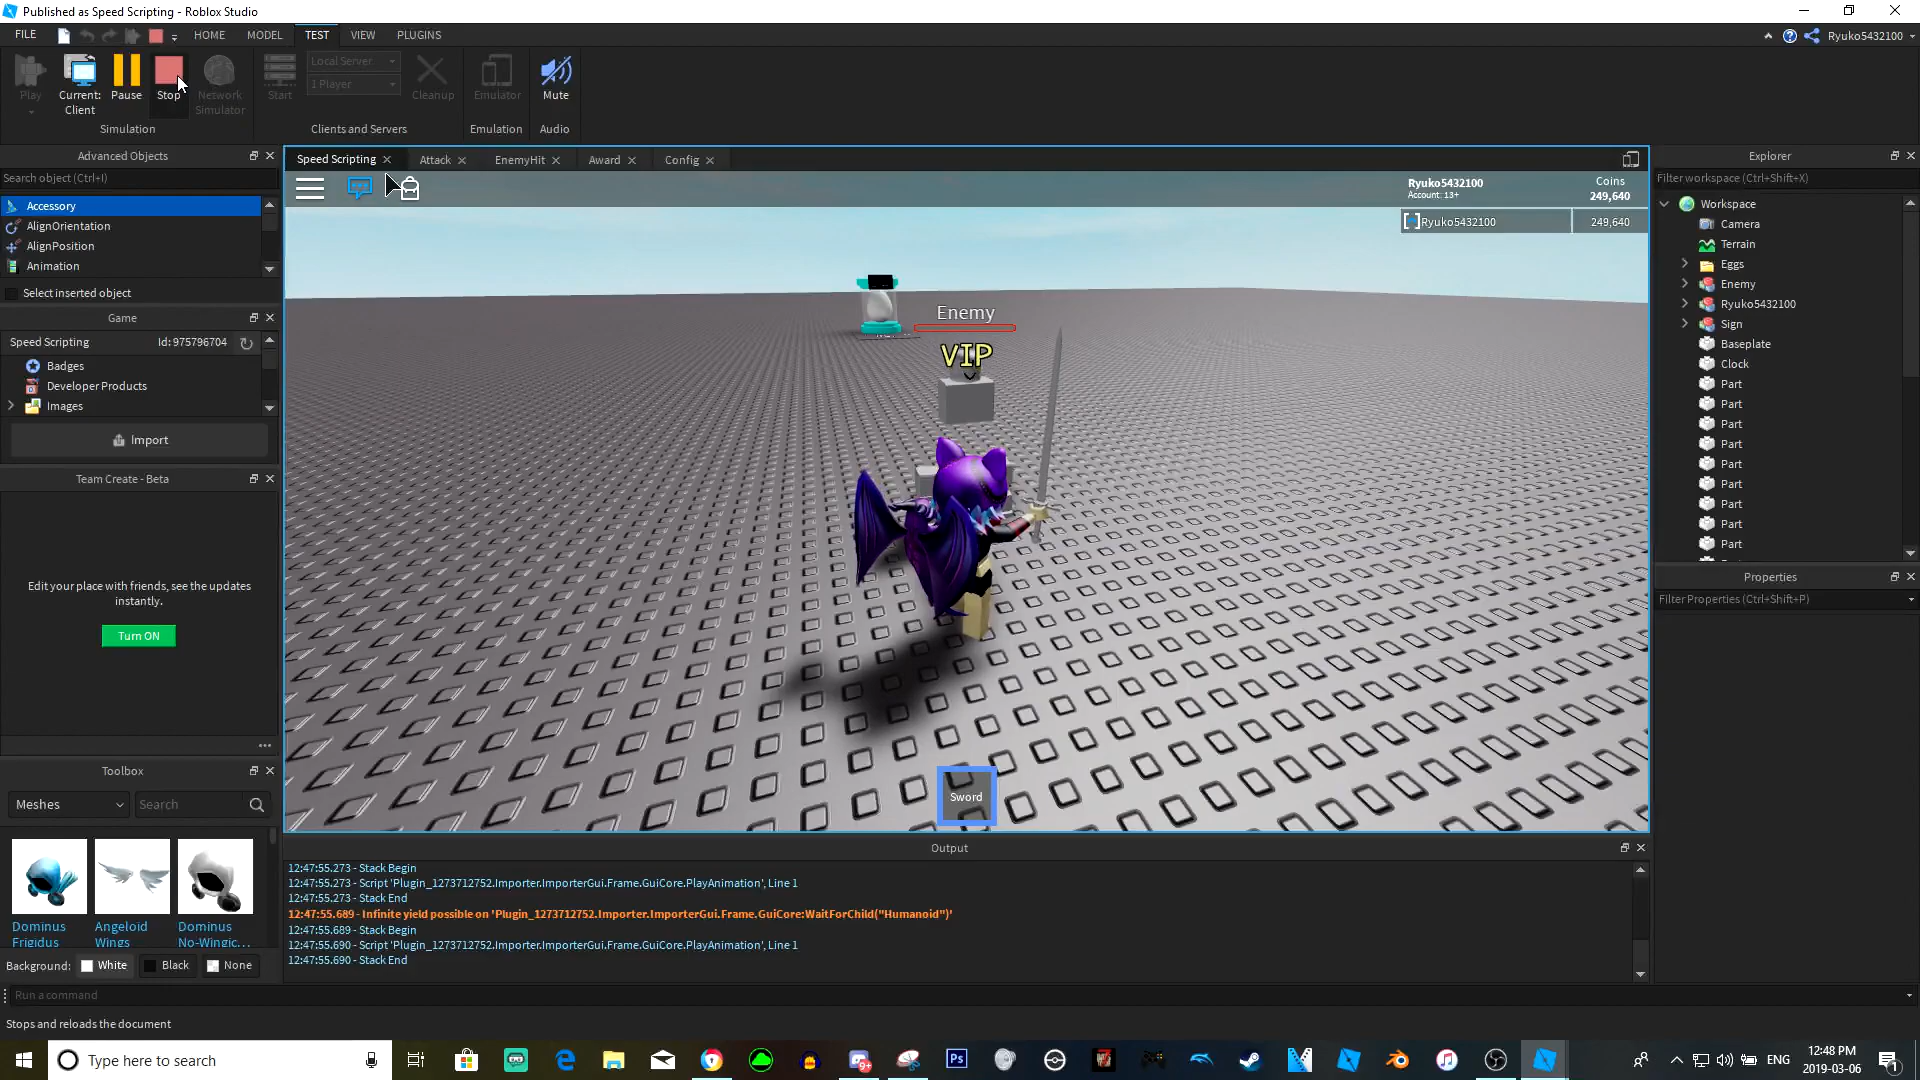 Published as Speed Scripting - Roblox Studio
FILE
HOME
MODEL
TEST
VIEW
PLUGINS
Ryuko5432100
Play
Current:
Client
Pause
Stop
Network
Simulator
Simulation
Start
Local Server
1 Player
Cleanup
Clients and Servers
Emulator
Emulation
Mute
Audio
Advanced Objects
Search object (Ctrl+I)
Accessory
AlignOrientation
AlignPosition
Animation
Select inserted object
Game
Speed Scripting
Id: 975796704
Badges
Developer Products
Images
Import
Team Create - Beta
Edit your place with friends, see the updates
instantly.
Turn ON
Toolbox
Meshes
Search
Dominus
Frigidus
Angeloid
Wings
Dominus
No-Wingic...
Background:
White
Black
None
Run a command
Stops and reloads the document
Speed Scripting
Attack
EnemyHit
Award
Config
Ryuko5432100
Account: 13+
Coins
249,640
Ryuko5432100
249,640
Enemy
VIP
Sword
Output
12:47:55.273 - Stack Begin
12:47:55.273 - Script 'Plugin_1273712752.Importer.ImporterGui.Frame.GuiCore.PlayAnimation', Line 1
12:47:55.273 - Stack End
12:47:55.689 - Infinite yield possible on 'Plugin_1273712752.Importer.ImporterGui.Frame.GuiCore:WaitForChild("Humanoid")'
12:47:55.689 - Stack Begin
12:47:55.690 - Script 'Plugin_1273712752.Importer.ImporterGui.Frame.GuiCore.PlayAnimation', Line 1
12:47:55.690 - Stack End
Explorer
Filter workspace (Ctrl+Shift+X)
Workspace
Camera
Terrain
Eggs
Enemy
Ryuko5432100
Sign
Baseplate
Clock
Part
Part
Part
Part
Part
Part
Part
Part
Part
Properties
Filter Properties (Ctrl+Shift+P)
Type here to search
Ps
9+
ENG
12:48 PM
2019-03-06
1